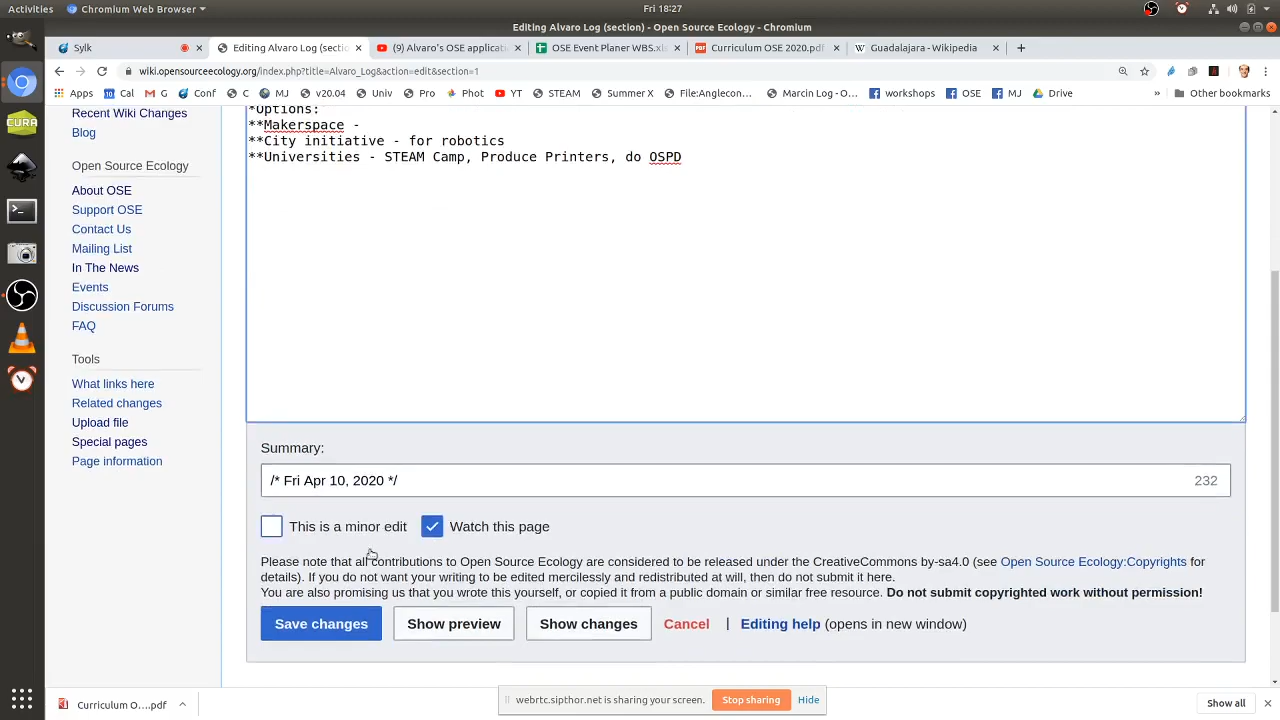 Activities Chromium Web Browser Fri 18:27
Editing Alvaro Log (section) - Open Source Ecology - Chromium
Sylk Editing Alvaro Log (sectio (9) Alvaro's OSE applicati OSE Event Planer WBS.xl Curriculum OSE 2020.pdf Guadalajara - Wikipedia
wiki.opensourceecology.org/index.php?title=Alvaro_Log&action=edit&section=1
Apps Cal G Conf C MJ v20.04 Univ Pro Phot YT STEAM Summer X File:Anglecon... Marcin Log - O... workshops OSE MJ Drive » Other bookmarks
CURA
Recent Wiki Changes
Blog
Open Source Ecology
About OSE
Support OSE
Contact Us
Mailing List
In The News
Events
Discussion Forums
FAQ
Tools
What links here
Related changes
Upload file
Special pages
Page information
*Options:
**Makerspace -
**City initiative - for robotics
**Universities - STEAM Camp, Produce Printers, do OSPD
Summary:
/* Fri Apr 10, 2020 */ 232
This is a minor edit Watch this page
Please note that all contributions to Open Source Ecology are considered to be released under the CreativeCommons by-sa4.0 (see Open Source Ecology:Copyrights for
details). If you do not want your writing to be edited mercilessly and redistributed at will, then do not submit it here.
You are also promising us that you wrote this yourself, or copied it from a public domain or similar free resource. Do not submit copyrighted work without permission!
Save changes Show preview Show changes Cancel | Editing help (opens in new window)
webrtc.sipthor.net is sharing your screen. Stop sharing Hide
Curriculum O....pdf Show all